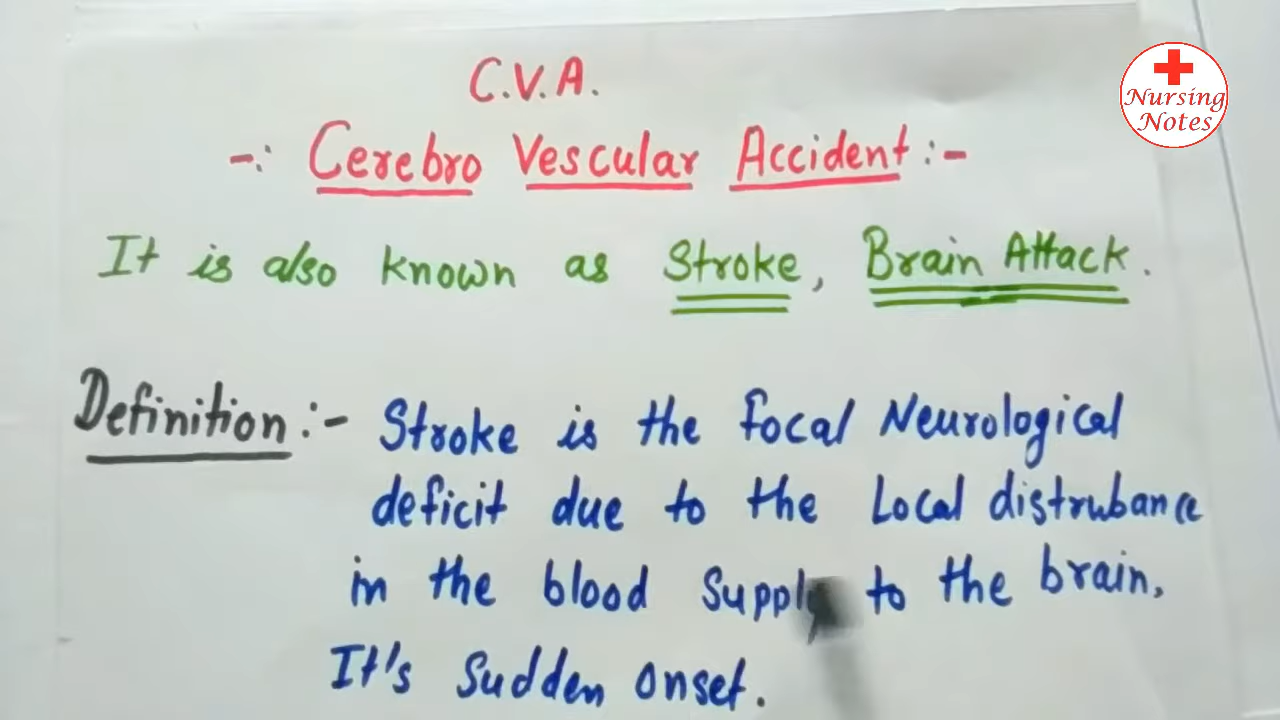 C.V.A.
-: Cerebro Vescular Accident :-
It is also known as Stroke, Brain Attack.
Definition :- Stroke is the focal Neurological
deficit due to the Local distrubance
in the blood Supply to the brain.
It's Sudden onset.
Nursing
Notes